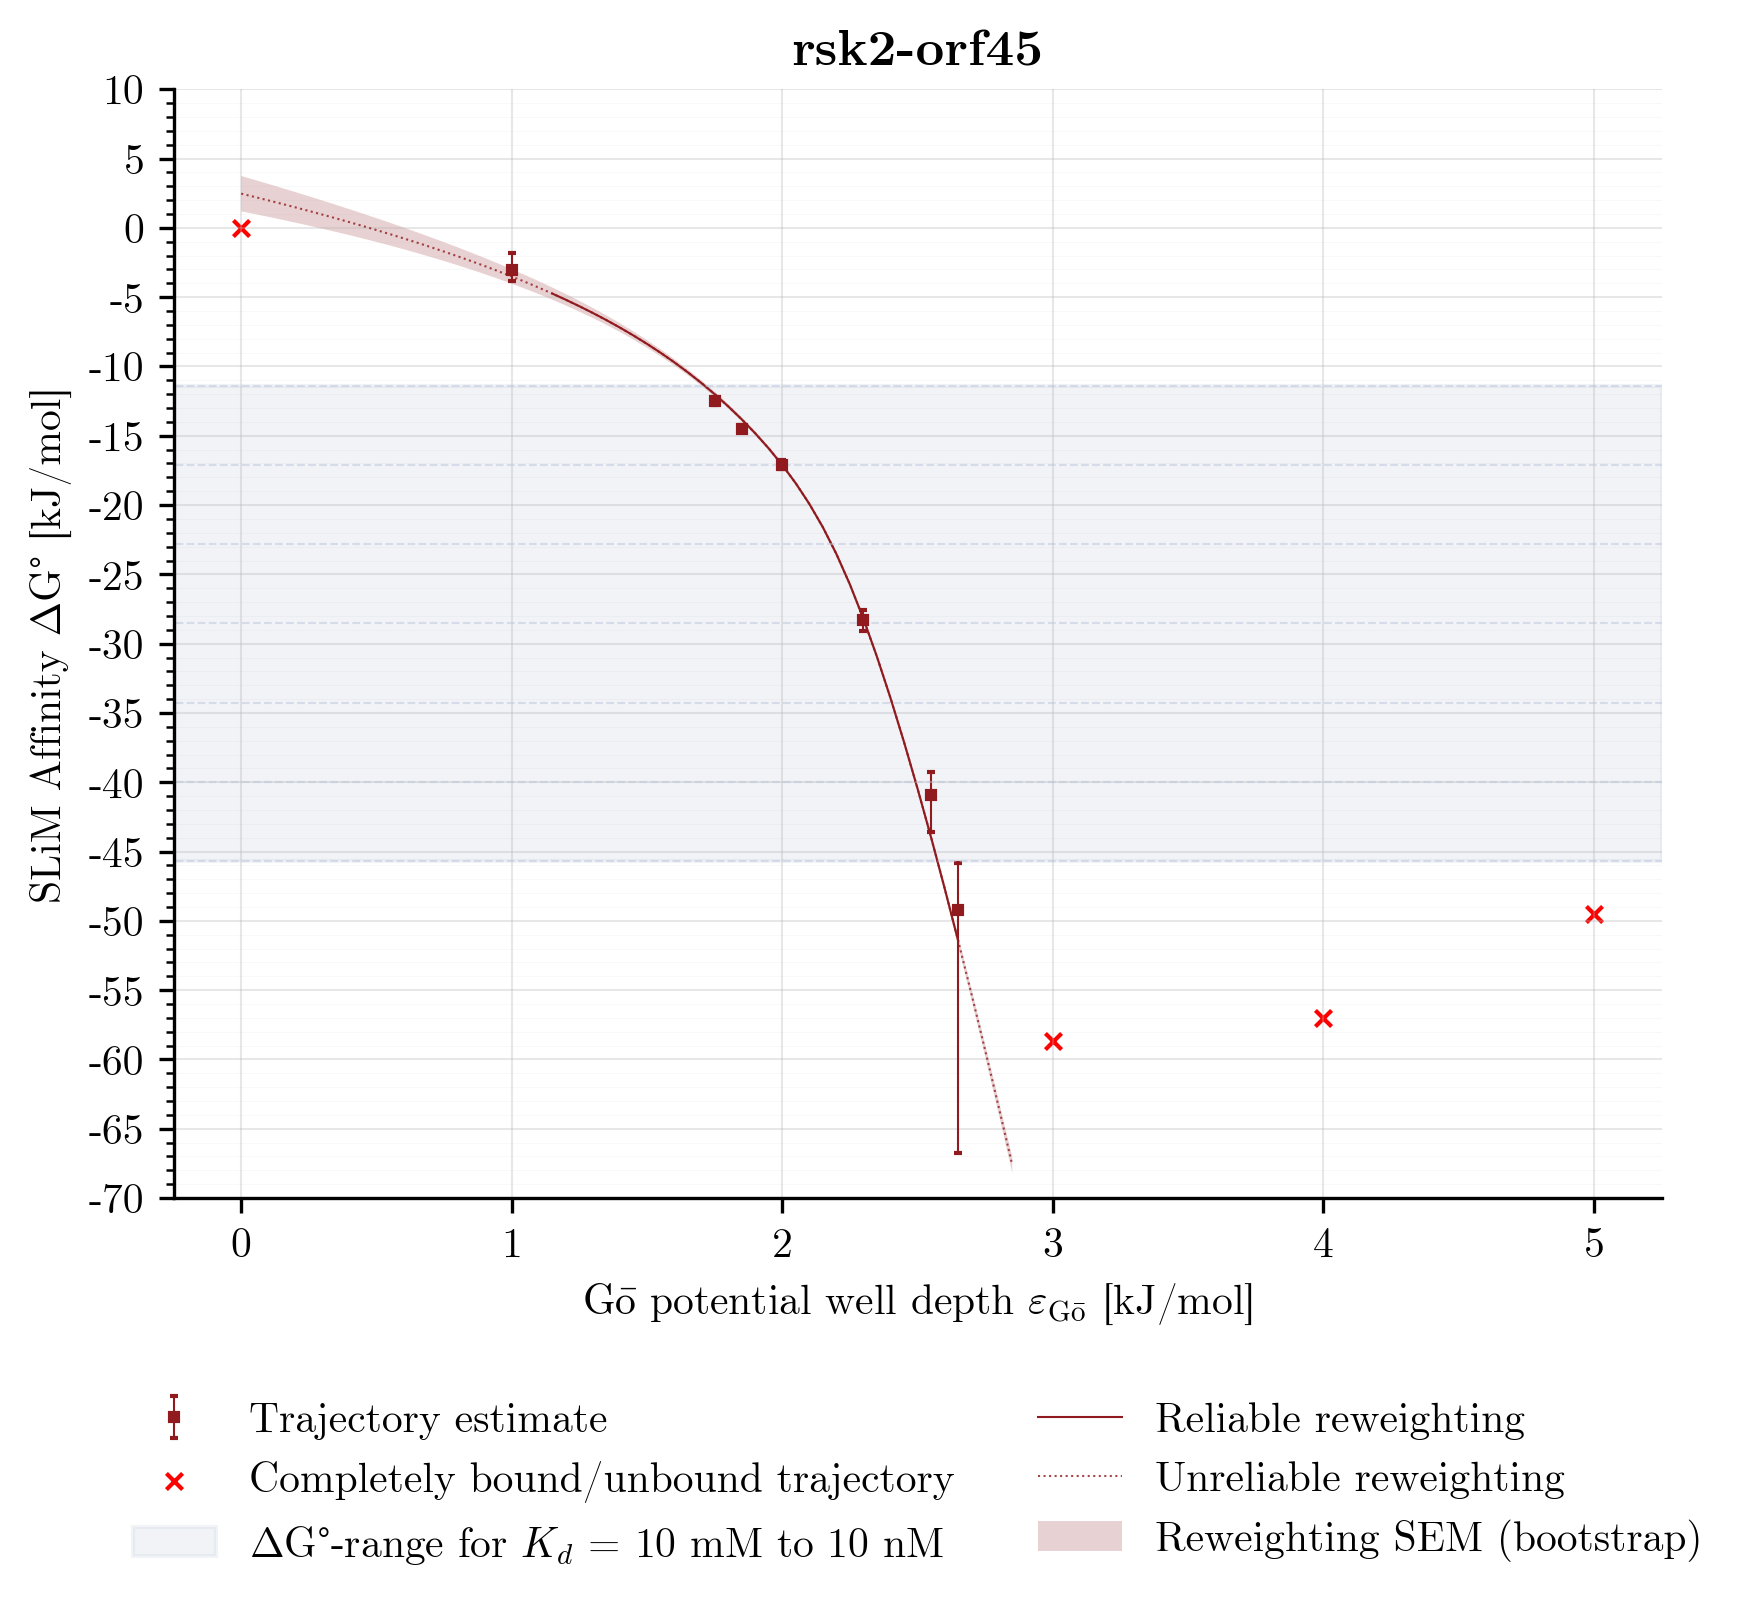 rsk2-orf45
10
5
0
-5
-10
-15
-20
-25
-30
-35
-40
-45
-50
-55
-60
-65
-70
SLiM Affinity ΔG° [kJ/mol]
0 1 2 3 4 5
Gō potential well depth εGō [kJ/mol]
Trajectory estimate
Completely bound/unbound trajectory
ΔG°-range for Kd = 10 mM to 10 nM
Reliable reweighting
Unreliable reweighting
Reweighting SEM (bootstrap)